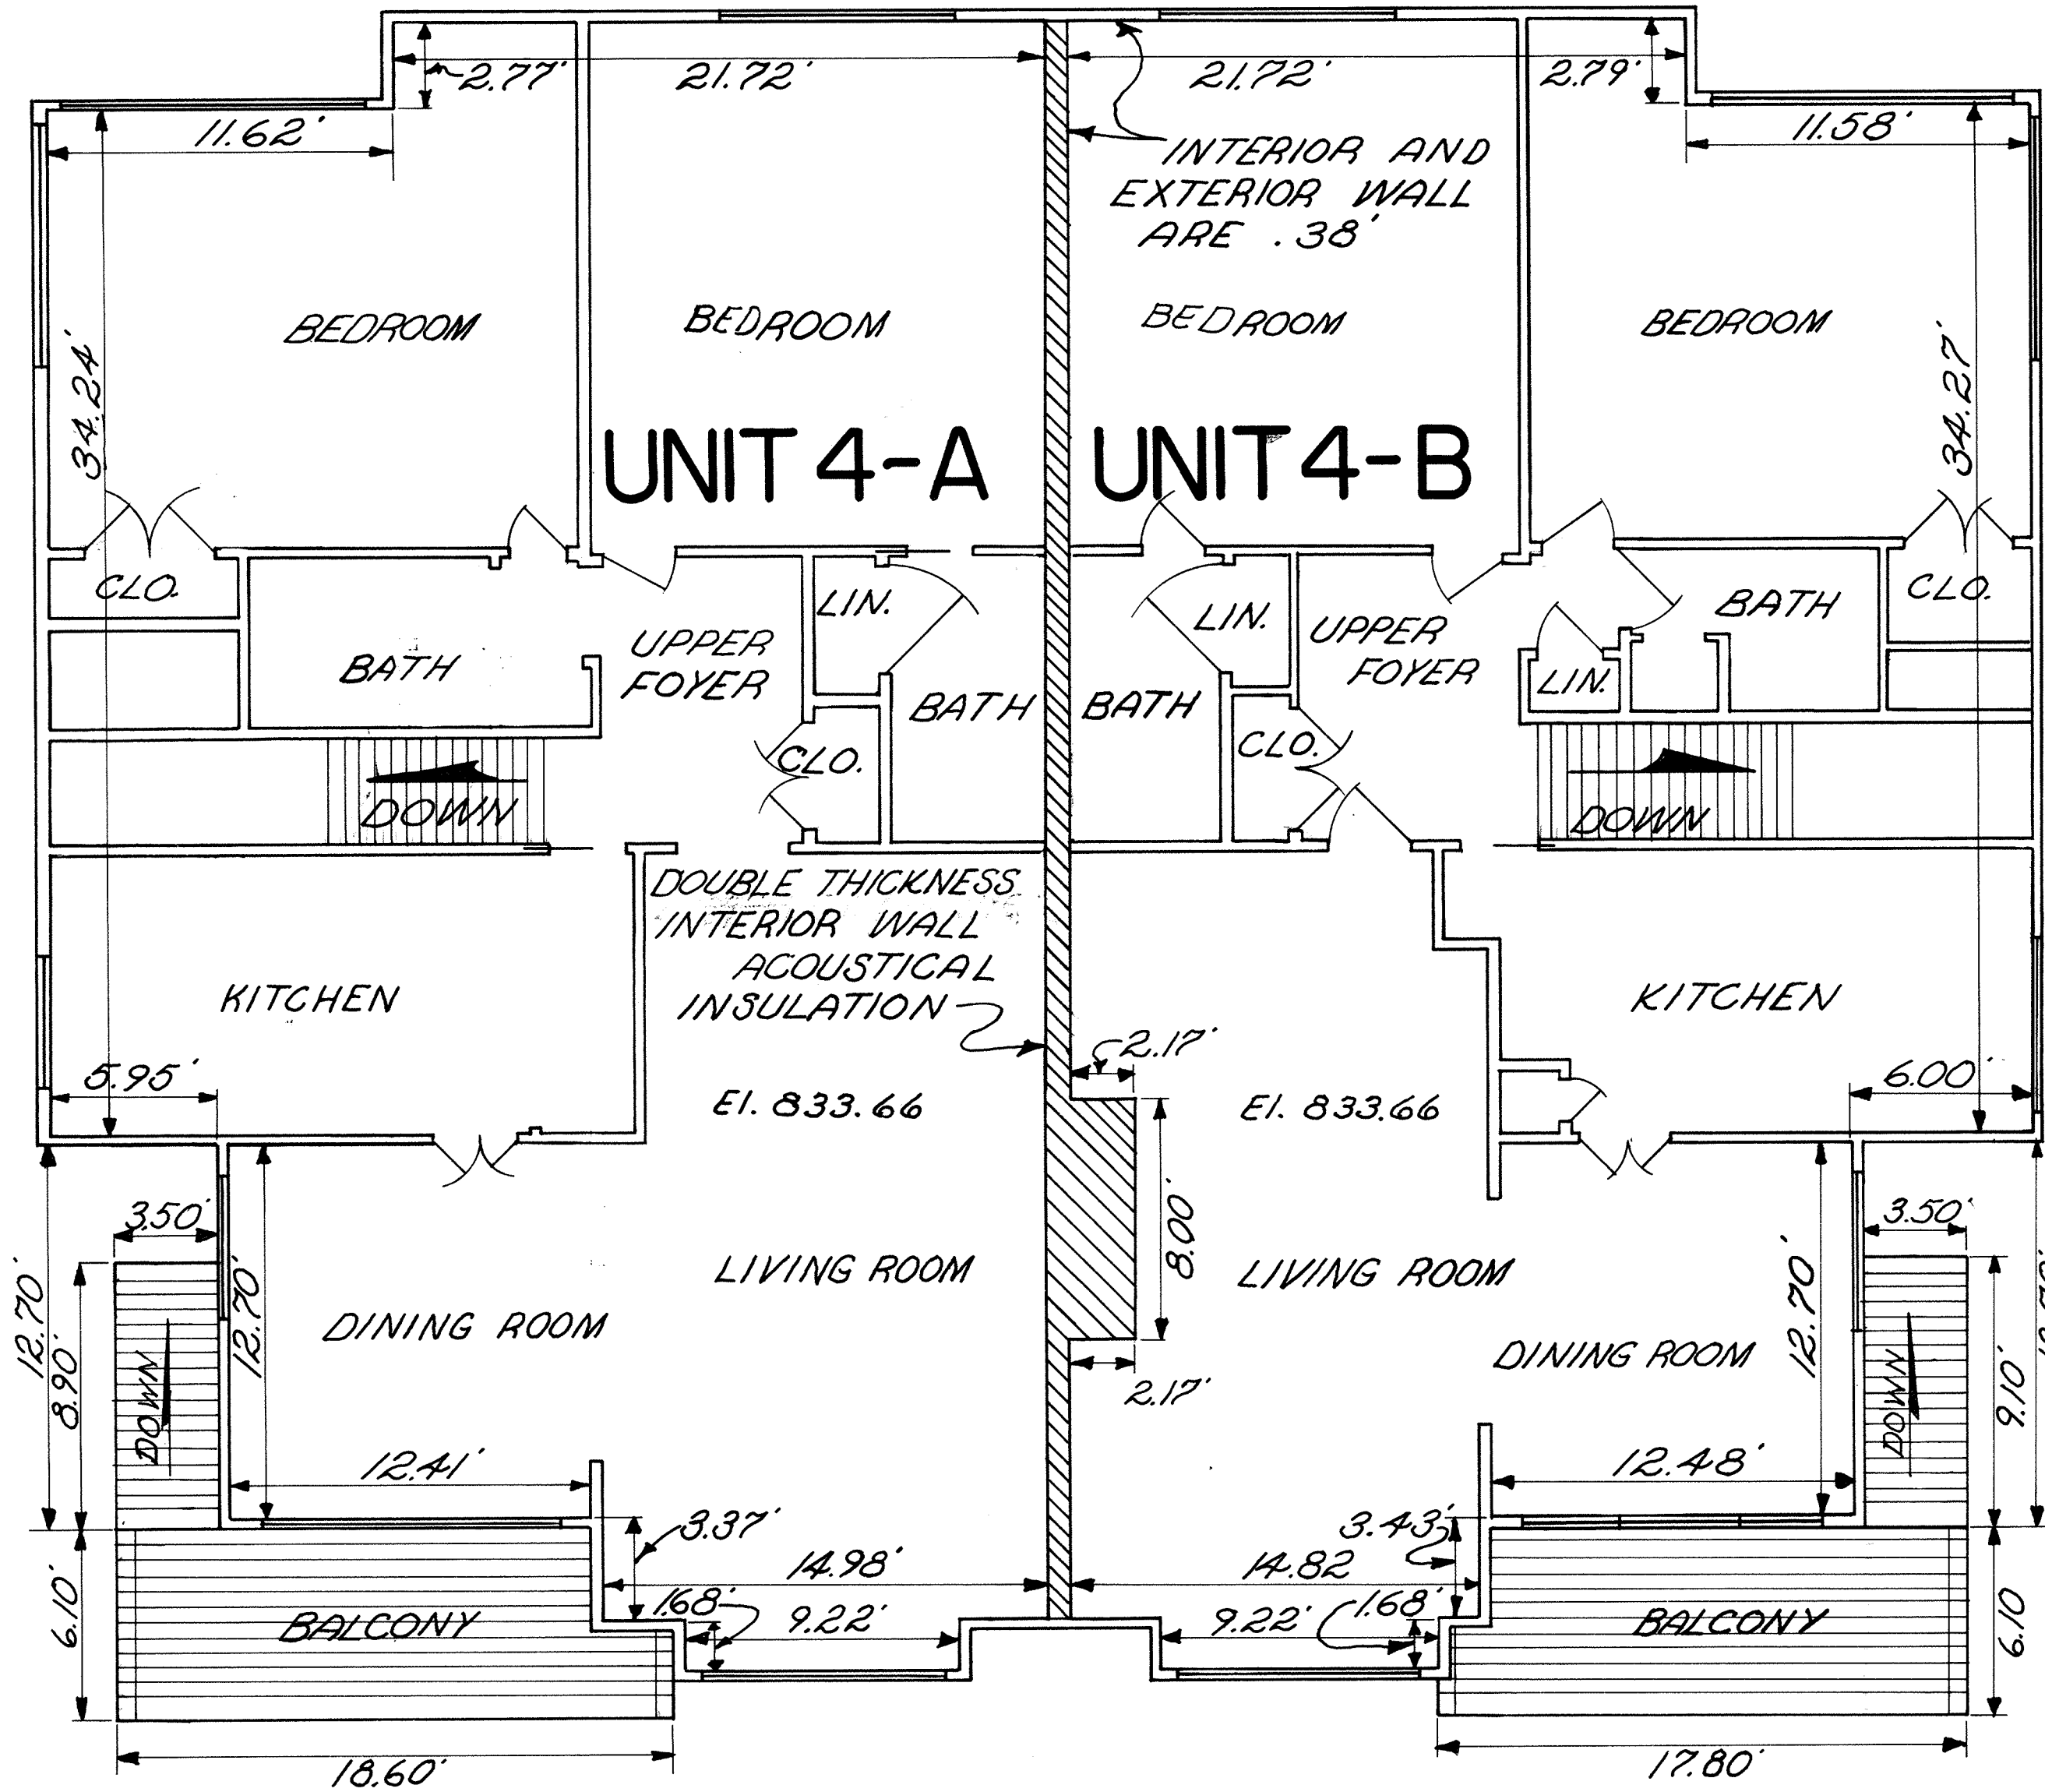 2.77'
21.72'
21.72'
2.79'
11.62'
11.58'
INTERIOR AND
EXTERIOR WALL
ARE .38'
BEDROOM
BEDROOM
BEDROOM
BEDROOM
34.24'
34.27'
UNIT 4-A
UNIT 4-B
CLO.
LIN.
LIN.
BATH
CLO.
UPPER
FOYER
UPPER
FOYER
BATH
LIN.
BATH
BATH
CLO.
CLO.
DOWN
DOWN
DOUBLE THICKNESS
INTERIOR WALL
ACOUSTICAL
INSULATION
KITCHEN
KITCHEN
2.17'
5.95'
6.00'
El. 833.66
El. 833.66
3.50'
3.50'
8.00'
LIVING ROOM
LIVING ROOM
12.70'
8.90'
12.70'
12.70'
9.10'
DINING ROOM
DINING ROOM
DOWN
DOWN
2.17'
12.41'
12.48'
3.37'
3.43'
14.98'
14.82
1.68'
9.22'
9.22'
1.68'
6.10'
BALCONY
BALCONY
6.10
18.60'
17.80'